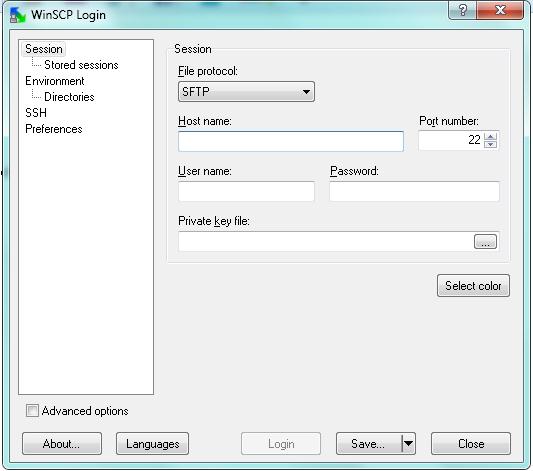 WinSCP Login
Session
Stored sessions
Environment
Directories
SSH
Preferences
Session
File protocol:
SFTP
Host name:
Port number:
22
User name:
Password:
Private key file:
...
Select color
Advanced options
About...
Languages
Login
Save...
Close